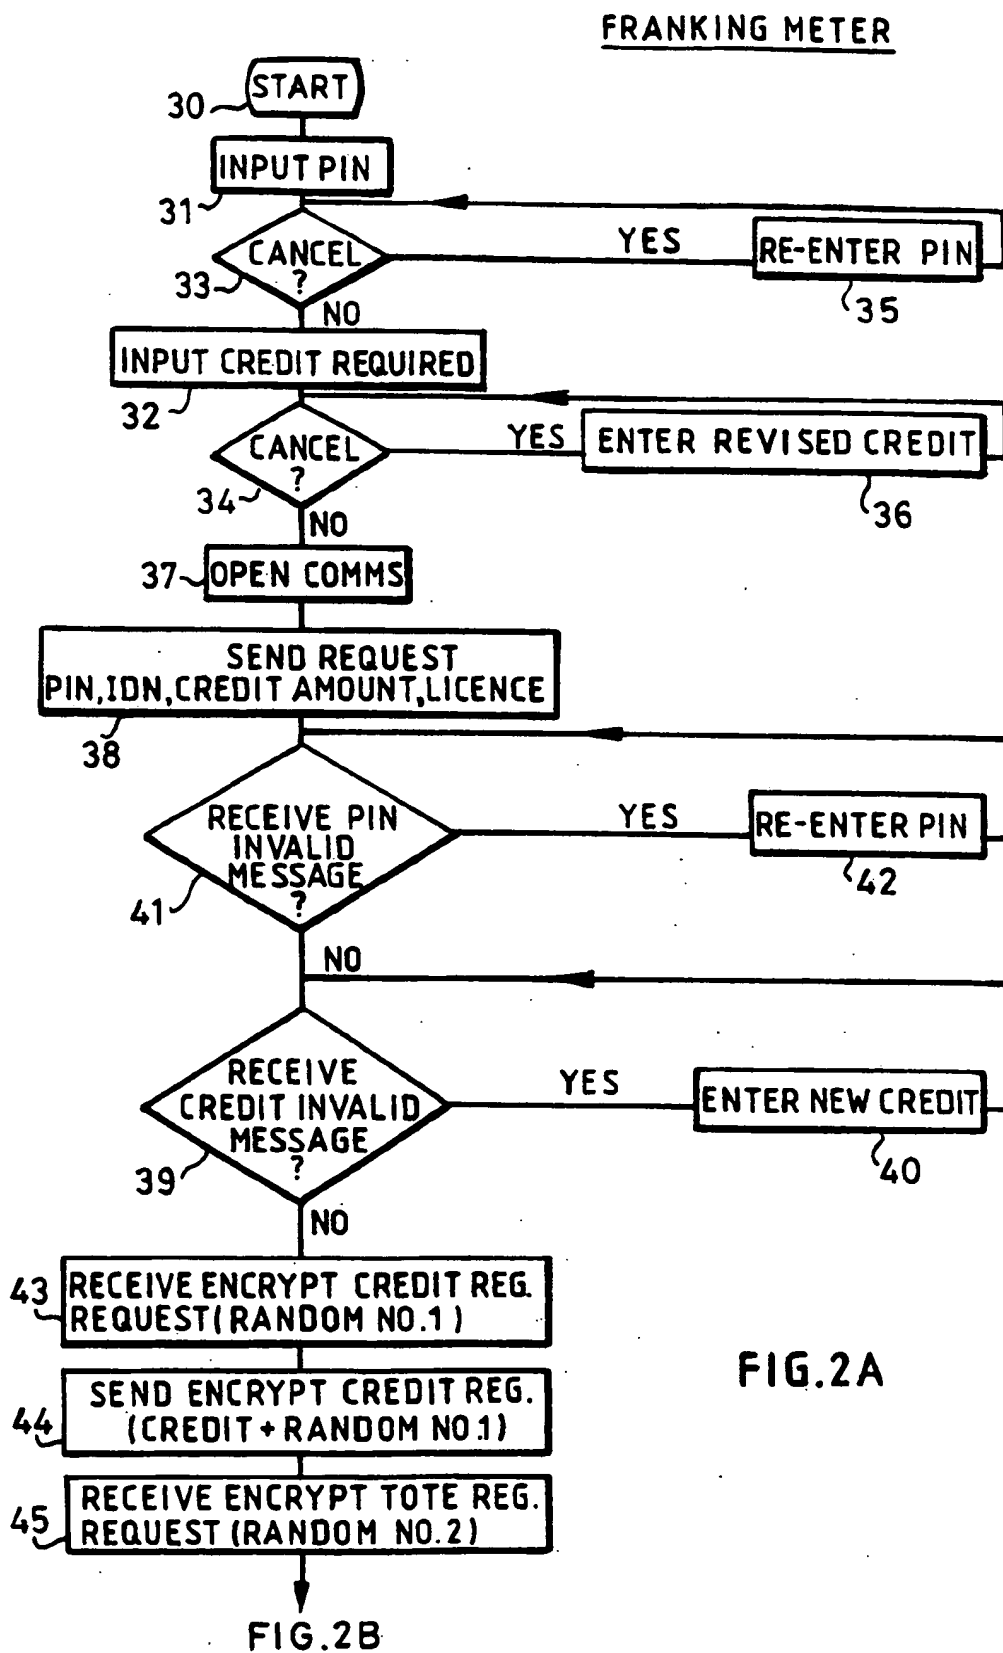 FRANKING METER
START
30
INPUT PIN
31
CANCEL
?
33
YES
RE-ENTER PIN
35
NO
INPUT CREDIT REQUIRED
32
CANCEL
?
34
YES
ENTER REVISED CREDIT
36
NO
37
OPEN COMMS
SEND REQUEST
PIN,IDN,CREDIT AMOUNT,LICENCE
38
RECEIVE PIN
INVALID
MESSAGE
?
41
YES
RE-ENTER PIN
42
NO
RECEIVE
CREDIT INVALID
MESSAGE
?
39
YES
ENTER NEW CREDIT
40
NO
43
RECEIVE ENCRYPT CREDIT REG.
REQUEST(RANDOM NO.1)
44
SEND ENCRYPT CREDIT REG.
(CREDIT + RANDOM NO.1)
45
RECEIVE ENCRYPT TOTE REG.
REQUEST (RANDOM NO.2)
FIG.2A
FIG.2B